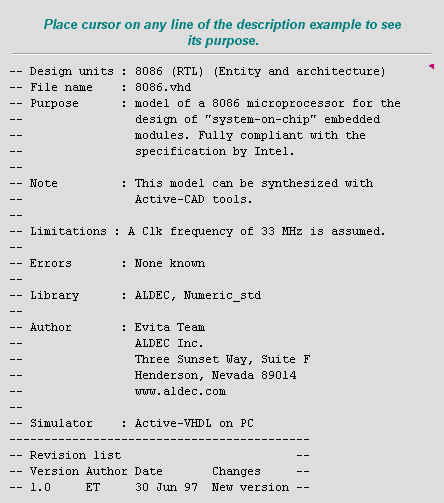 Place cursor on any line of the description example to see
its purpose.
-- Design units : 8086 (RTL) (Entity and architecture)
-- File name    : 8086.vhd
-- Purpose      : model of a 8086 microprocessor for the
--                design of "system-on-chip" embedded
--                modules. Fully compliant with the
--                specification by Intel.
--
-- Note         : This model can be synthesized with
--                Active-CAD tools.
--
-- Limitations : A Clk frequency of 33 MHz is assumed.
--
-- Errors       : None known
--
-- Library      : ALDEC, Numeric_std
--
-- Author       : Evita Team
--                ALDEC Inc.
--                Three Sunset Way, Suite F
--                Henderson, Nevada 89014
--                www.aldec.com
--
-- Simulator    : Active-VHDL on PC
-------------------------------------------
-- Revision list                         --
-- Version Author Date       Changes     --
-- 1.0     ET     30 Jun 97  New version --